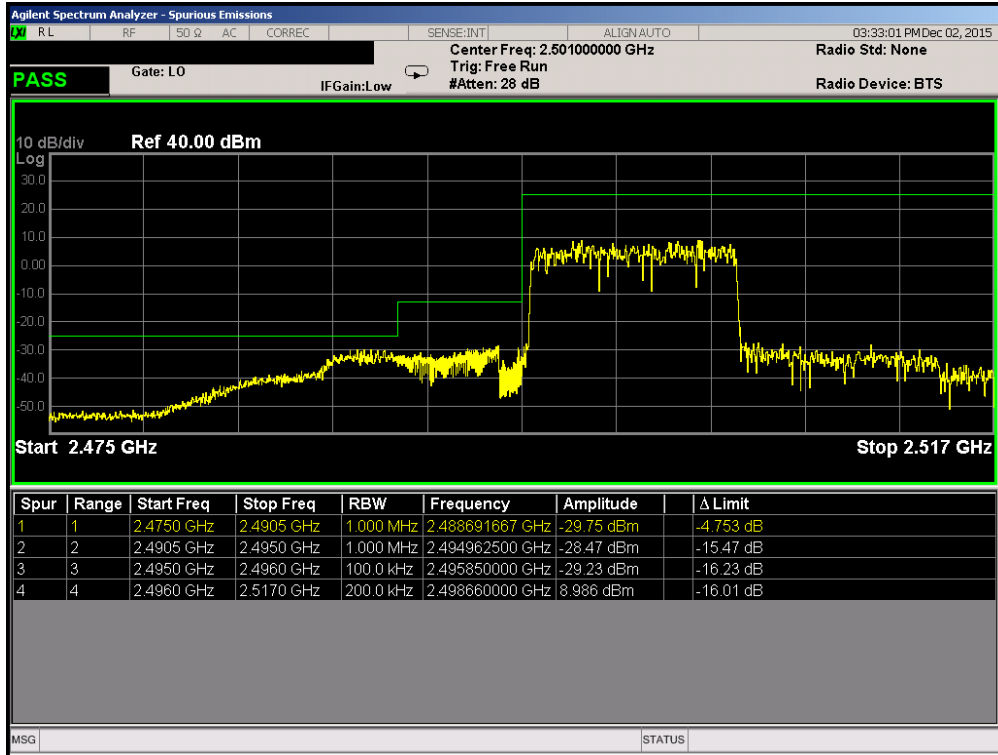 Agilent Spectrum Analyzer - Spurious Emissions
LXI RL RF 50 Ω AC CORREC SENSE:INT ALIGNAUTO 03:33:01 PM Dec 02, 2015
Center Freq: 2.501000000 GHz Radio Std: None
PASS Gate: LO Trig: Free Run
IFGain:Low #Atten: 28 dB Radio Device: BTS
10 dB/div Ref 40.00 dBm
Log
30.0
20.0
10.0
0.00
-10.0
-20.0
-30.0
-40.0
-50.0
Start 2.475 GHz Stop 2.517 GHz
Spur Range Start Freq Stop Freq RBW Frequency Amplitude Δ Limit
1 1 2.4750 GHz 2.4905 GHz 1.000 MHz 2.488691667 GHz -29.75 dBm -4.753 dB
2 2 2.4905 GHz 2.4950 GHz 1.000 MHz 2.494962500 GHz -28.47 dBm -15.47 dB
3 3 2.4950 GHz 2.4960 GHz 100.0 kHz 2.495850000 GHz -29.23 dBm -16.23 dB
4 4 2.4960 GHz 2.5170 GHz 200.0 kHz 2.498660000 GHz 8.986 dBm -16.01 dB
MSG STATUS